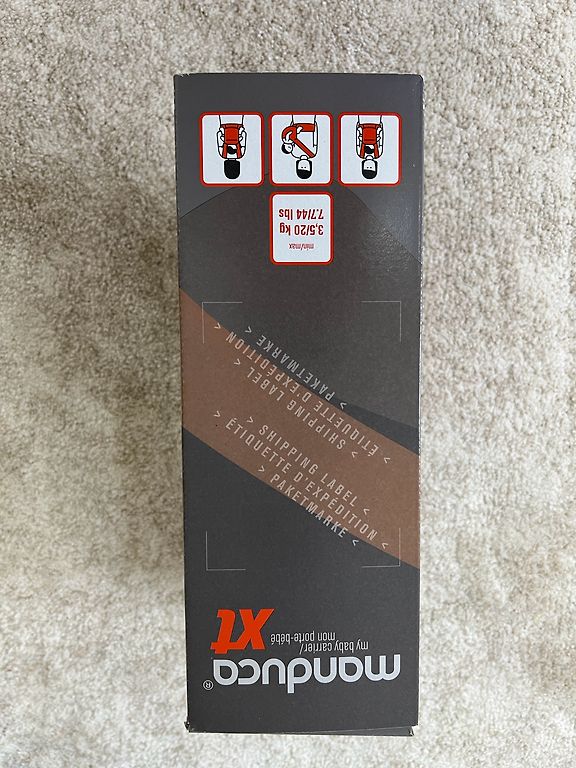 manduca®
my baby carrier/
mon porte-bébé
xt
> SHIPPING LABEL <
> ÉTIQUETTE D'EXPÉDITION <
> PAKETMARKE <
> SHIPPING LABEL <
> ÉTIQUETTE D'EXPÉDITION <
> PAKETMARKE <
min/max
3,5/20 kg
7.7/44 lbs